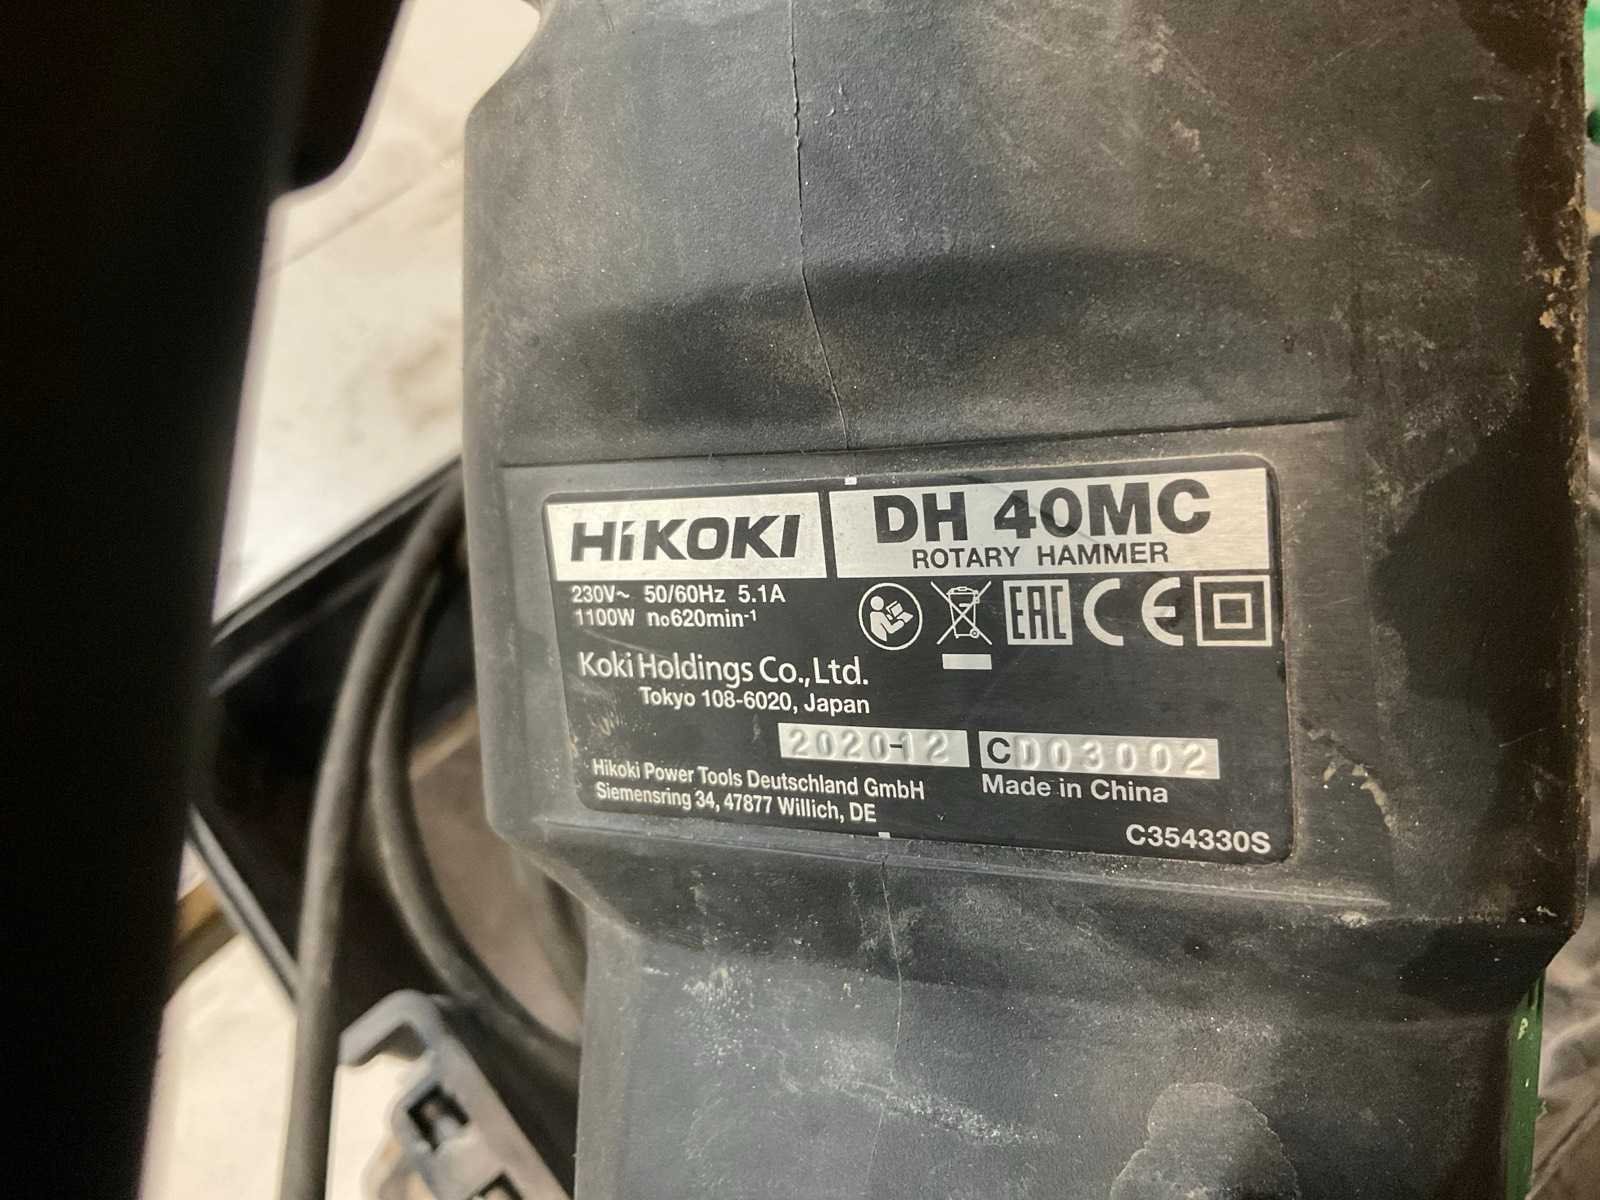 HiKOKI
DH 40MC
ROTARY HAMMER
230V~ 50/60Hz 5.1A
1100W no620min-1
EAC CE
Koki Holdings Co.,Ltd.
Tokyo 108-6020, Japan
2020-12 CD03002
Made in China
Hikoki Power Tools Deutschland GmbH
Siemensring 34, 47877 Willich, DE
C354330S